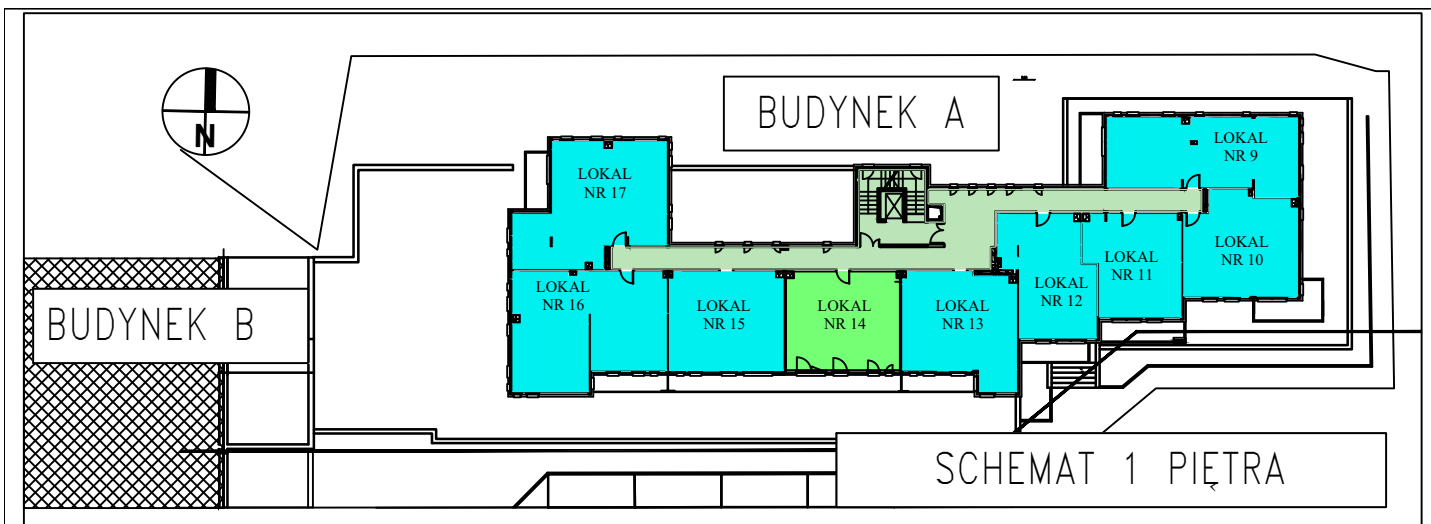 BUDYNEK A
N
LOKAL
NR 9
LOKAL
NR 17
LOKAL
NR 10
LOKAL
NR 11
LOKAL
NR 12
LOKAL
NR 16
LOKAL
NR 15
LOKAL
NR 14
LOKAL
NR 13
BUDYNEK B
SCHEMAT 1 PIĘTRA